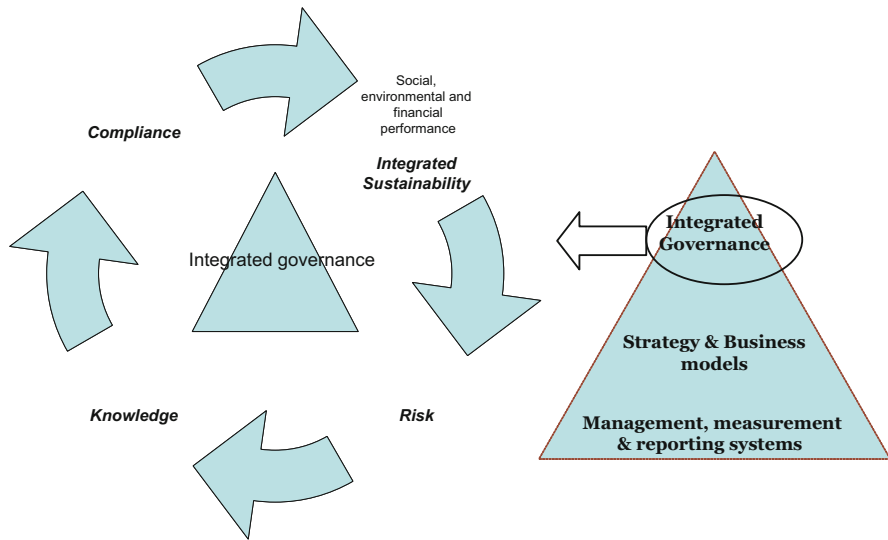 Social,
environmental and
financial
performance
Compliance
Integrated
Sustainability
Integrated governance
Knowledge
Risk
Integrated
Governance
Strategy & Business
models
Management, measurement
& reporting systems